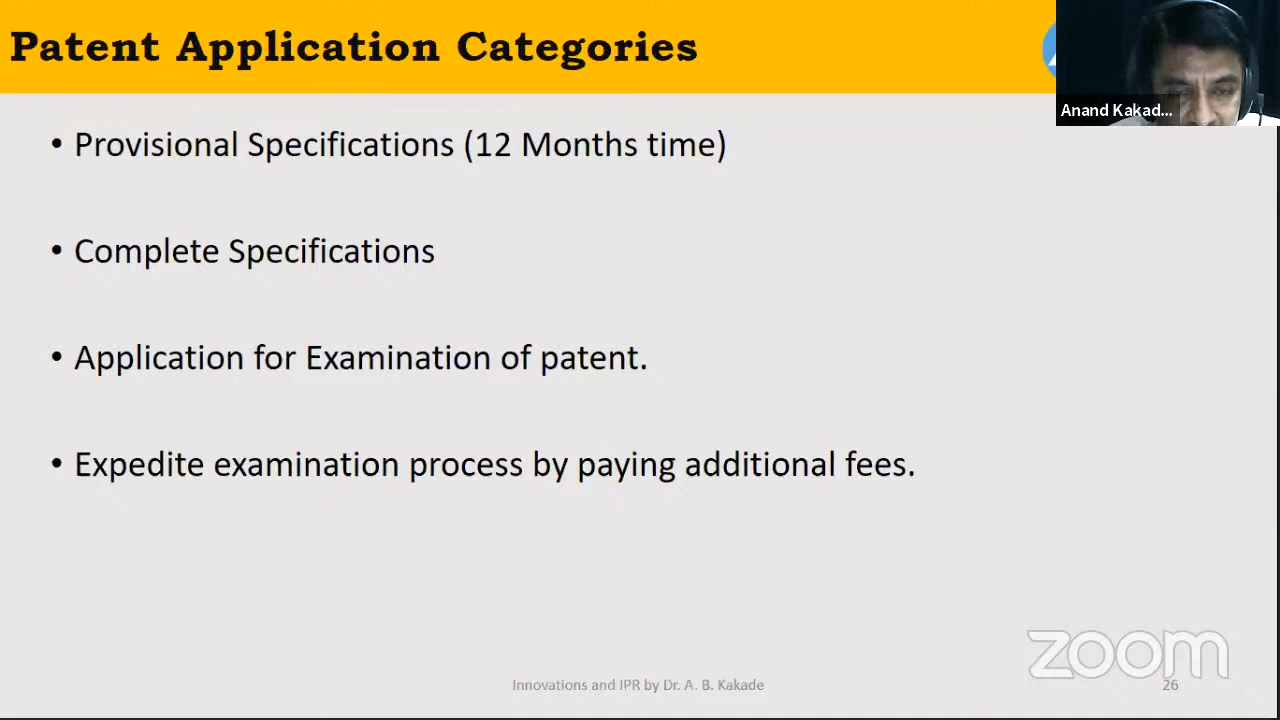 Patent Application Categories
Anand Kakad...
• Provisional Specifications (12 Months time)
• Complete Specifications
• Application for Examination of patent.
• Expedite examination process by paying additional fees.
zoom
Innovations and IPR by Dr. A. B. Kakade
26